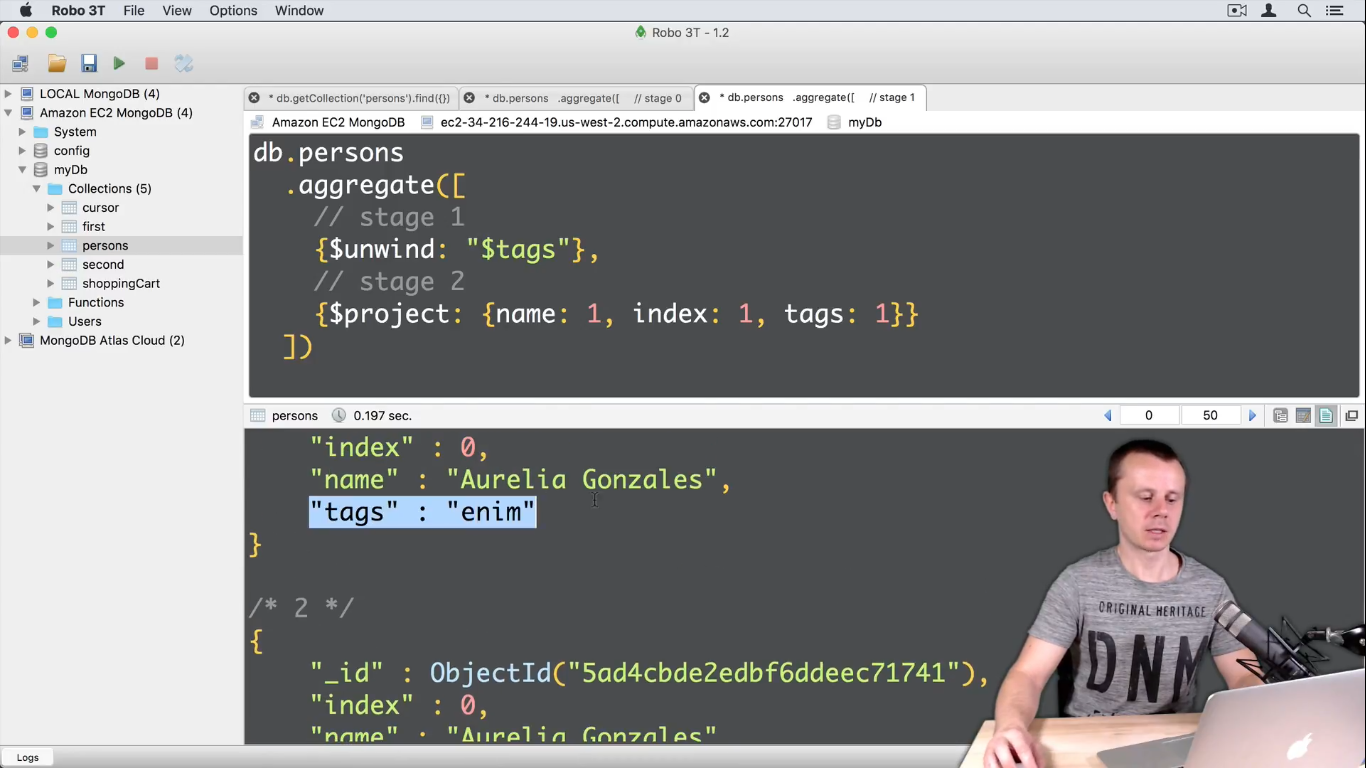 Robo 3T File View Options Window
Robo 3T - 1.2
LOCAL MongoDB (4)
Amazon EC2 MongoDB (4)
System
config
myDb
Collections (5)
cursor
first
persons
second
shoppingCart
Functions
Users
MongoDB Atlas Cloud (2)
* db.getCollection('persons').find({}) * db.persons .aggregate([ // stage 0 * db.persons .aggregate([ // stage 1
Amazon EC2 MongoDB ec2-34-216-244-19.us-west-2.compute.amazonaws.com:27017 myDb
db.persons
.aggregate([
// stage 1
{$unwind: "$tags"},
// stage 2
{$project: {name: 1, index: 1, tags: 1}}
])
persons 0.197 sec. 0 50
"index" : 0,
"name" : "Aurelia Gonzales",
"tags" : "enim"
}
/* 2 */
{
"_id" : ObjectId("5ad4cbde2edbf6ddeec71741"),
"index" : 0,
"name" : "Aurelia Gonzales"
ORIGINAL HERITAGE
DNM
Logs